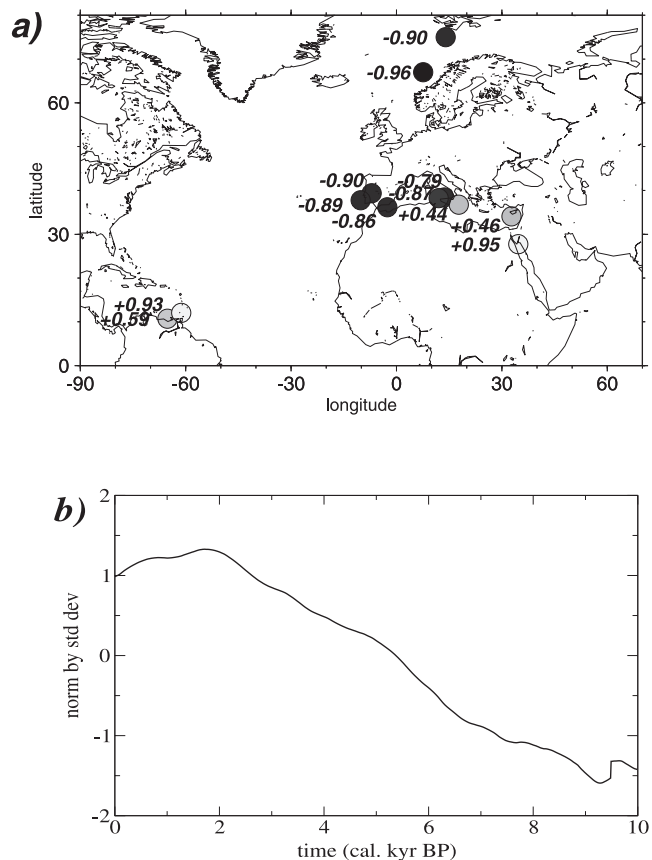 a)
-0.90
60
-0.96
latitude
-0.90
-0.79
-0.87
-0.89
30
-0.86
+0.44
+0.46
+0.95
+0.93
+0.59
0
-90 -60 -30 0 30 60
longitude
b)
2
1
norm by std dev
0
-1
-2
0 2 4 6 8 10
time (cal. kyr BP)